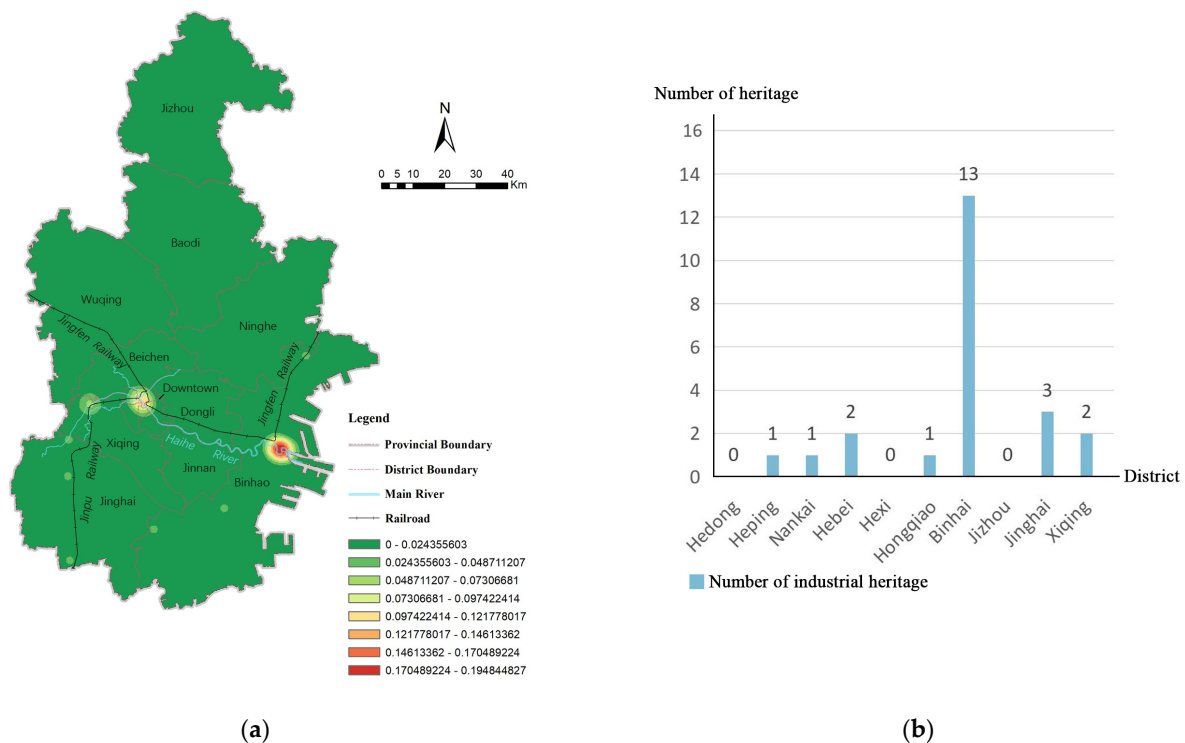 Jizhou
N
0 5 10 20 30 40
Km
Baodi
Wuqing
Ninghe
Jingfen Railway
Beichen
Jingfen Railway
Downtown
Dongli
Xiqing
Haihe River
Jinnan
Binhao
Jinpu Railway
Jinghai
Legend
Provincial Boundary
District Boundary
Main River
Railroad
0 - 0.024355603
0.024355603 - 0.048711207
0.048711207 - 0.07306681
0.07306681 - 0.097422414
0.097422414 - 0.121778017
0.121778017 - 0.14613362
0.14613362 - 0.170489224
0.170489224 - 0.194844827
(a)
Number of heritage
16
14
12
10
8
6
4
2
0
0
1
1
2
0
1
13
0
3
2
District
Hedong
Heping
Nankai
Hebei
Hexi
Hongqiao
Binhai
Jizhou
Jinghai
Xiqing
Number of industrial heritage
(b)